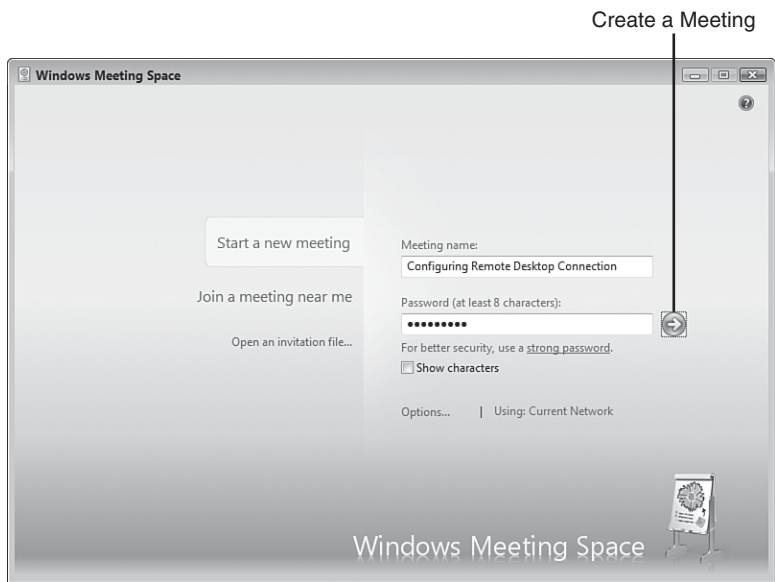 Create a Meeting
Windows Meeting Space
Start a new meeting
Join a meeting near me
Open an invitation file...
Meeting name:
Configuring Remote Desktop Connection
Password (at least 8 characters):
•••••••••
For better security, use a strong password.
Show characters
Options... | Using: Current Network
Windows Meeting Space